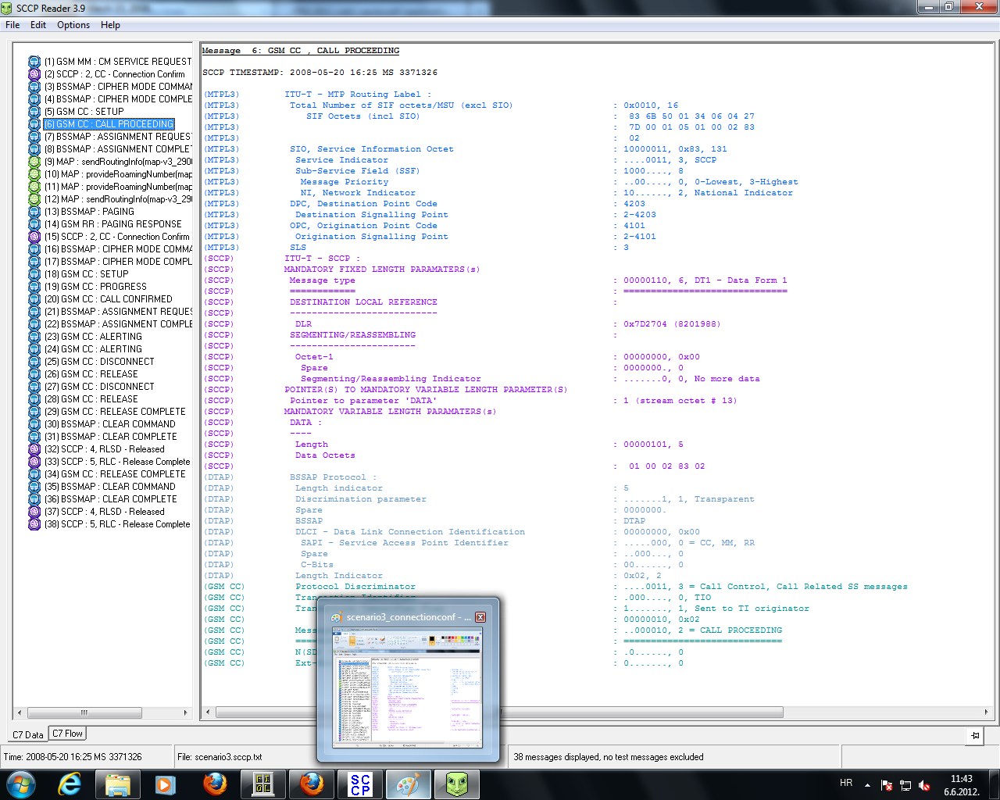 SCCP Reader 3.9
File Edit Options Help
(1) GSM MM : CM SERVICE REQUEST
(2) SCCP : 2, CC - Connection Confirm
(3) BSSMAP : CIPHER MODE COMMAN
(4) BSSMAP : CIPHER MODE COMPLE
(5) GSM CC : SETUP
(6) GSM CC : CALL PROCEEDING
(7) BSSMAP : ASSIGNMENT REQUEST
(8) BSSMAP : ASSIGNMENT COMPLET
(9) MAP : sendRoutingInfo(map-v3_290
(10) MAP : provideRoamingNumber(map
(11) MAP : provideRoamingNumber(map
(12) MAP : sendRoutingInfo(map-v3_290
(13) BSSMAP : PAGING
(14) GSM RR : PAGING RESPONSE
(15) SCCP : 2, CC - Connection Confirm
(16) BSSMAP : CIPHER MODE COMMA
(17) BSSMAP : CIPHER MODE COMPL
(18) GSM CC : SETUP
(19) GSM CC : PROGRESS
(20) GSM CC : CALL CONFIRMED
(21) BSSMAP : ASSIGNMENT REQUES
(22) BSSMAP : ASSIGNMENT COMPLE
(23) GSM CC : ALERTING
(24) GSM CC : ALERTING
(25) GSM CC : DISCONNECT
(26) GSM CC : RELEASE
(27) GSM CC : DISCONNECT
(28) GSM CC : RELEASE
(29) GSM CC : RELEASE COMPLETE
(30) BSSMAP : CLEAR COMMAND
(31) BSSMAP : CLEAR COMPLETE
(32) SCCP : 4, RLSD - Released
(33) SCCP : 5, RLC - Release Complete
(34) GSM CC : RELEASE COMPLETE
(35) BSSMAP : CLEAR COMMAND
(36) BSSMAP : CLEAR COMPLETE
(37) SCCP : 4, RLSD - Released
(38) SCCP : 5, RLC - Release Complete
Message 6: GSM CC , CALL PROCEEDING
SCCP TIMESTAMP: 2008-05-20 16:25 MS 3371326
(MTPL3) ITU-T - MTP Routing Label :
(MTPL3) Total Number of SIF octets/MSU (excl SIO) : 0x0010, 16
(MTPL3) SIF Octets (incl SIO) : 83 6B 50 01 34 06 04 27
(MTPL3) : 7D 00 01 05 01 00 02 83
(MTPL3) : 02
(MTPL3) SIO, Service Information Octet : 10000011, 0x83, 131
(MTPL3) Service Indicator : ....0011, 3, SCCP
(MTPL3) Sub-Service Field (SSF) : 1000...., 8
(MTPL3) Message Priority : ..00...., 0, 0-Lowest, 3-Highest
(MTPL3) NI, Network Indicator : 10......, 2, National Indicator
(MTPL3) DPC, Destination Point Code : 4203
(MTPL3) Destination Signalling Point : 2-4203
(MTPL3) OPC, Origination Point Code : 4101
(MTPL3) Origination Signalling Point : 2-4101
(MTPL3) SLS : 3
(SCCP) ITU-T - SCCP :
(SCCP) MANDATORY FIXED LENGTH PARAMATERS(s)
(SCCP) Message type : 00000110, 6, DT1 - Data Form 1
(SCCP) ============ : ==============================
(SCCP) DESTINATION LOCAL REFERENCE :
(SCCP) ---------------------------
(SCCP) DLR : 0x7D2704 (8201988)
(SCCP) SEGMENTING/REASSEMBLING :
(SCCP) -----------------------
(SCCP) Octet-1 : 00000000, 0x00
(SCCP) Spare : 0000000., 0
(SCCP) Segmenting/Reassembling Indicator : .......0, 0, No more data
(SCCP) POINTER(S) TO MANDATORY VARIABLE LENGTH PARAMETER(S)
(SCCP) Pointer to parameter 'DATA' : 1 (stream octet # 13)
(SCCP) MANDATORY VARIABLE LENGTH PARAMATERS(s)
(SCCP) DATA :
(SCCP) ----
(SCCP) Length : 00000101, 5
(SCCP) Data Octets
(SCCP) : 01 00 02 83 02
(DTAP) BSSAP Protocol :
(DTAP) Length indicator : 5
(DTAP) Discrimination parameter : .......1, 1, Transparent
(DTAP) Spare : 0000000.
(DTAP) BSSAP : DTAP
(DTAP) DLCI - Data Link Connection Identification : 00000000, 0x00
(DTAP) SAPI - Service Access Point Identifier : .....000, 0 = CC, MM, RR
(DTAP) Spare : ..000..., 0
(DTAP) C-Bits : 00......, 0
(DTAP) Length Indicator : 0x02, 2
(GSM CC) Protocol Discriminator : ....0011, 3 = Call Control, Call Related SS messages
(GSM CC) : .000...., 0, TIO
(GSM CC) : 1......., 1, Sent to TI originator
(GSM CC) : 00000010, 0x02
(GSM CC) Mes : ..000010, 2 = CALL PROCEEDING
(GSM CC) === : =============================
(GSM CC) N(SD : .0......, 0
(GSM CC) Ext- : 0......., 0
scenario3_connectionconf - ...
C7 Data C7 Flow
Time: 2008-05-20 16:25 MS 3371326 File: scenario3.sccp.txt 38 messages displayed, no test messages excluded
SC
CP
HR
11:43
6.6.2012.